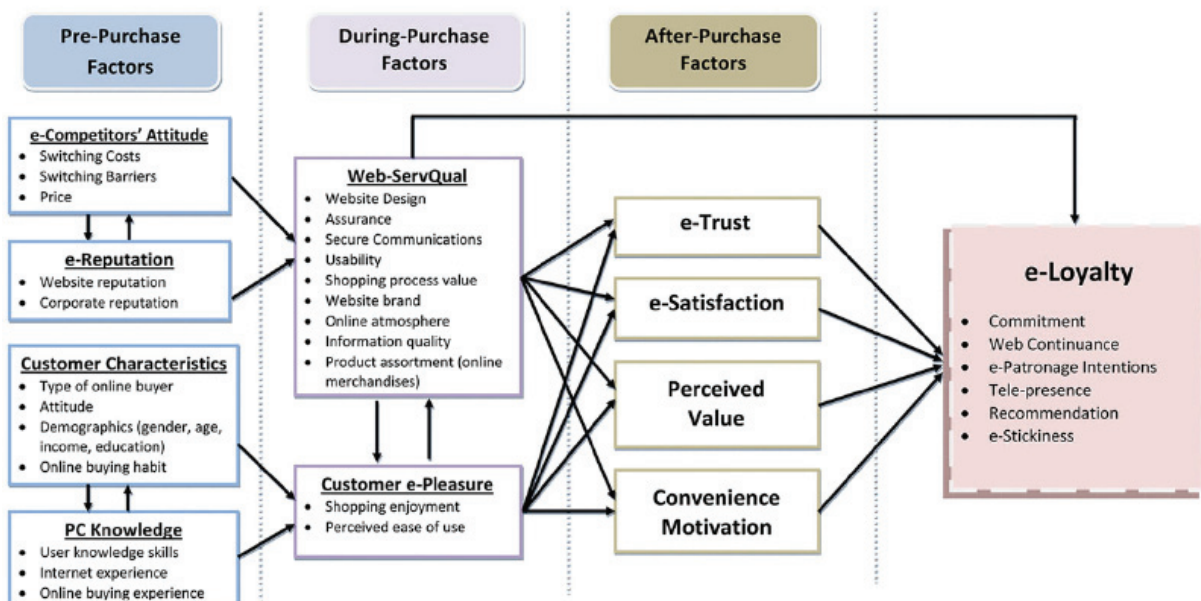 Pre-Purchase
Factors
During-Purchase
Factors
After-Purchase
Factors
e-Competitors’ Attitude
• Switching Costs
• Switching Barriers
• Price
e-Reputation
• Website reputation
• Corporate reputation
Customer Characteristics
• Type of online buyer
• Attitude
• Demographics (gender, age,
income, education)
• Online buying habit
PC Knowledge
• User knowledge skills
• Internet experience
• Online buying experience
Web-ServQual
• Website Design
• Assurance
• Secure Communications
• Usability
• Shopping process value
• Website brand
• Online atmosphere
• Information quality
• Product assortment (online
merchandises)
Customer e-Pleasure
• Shopping enjoyment
• Perceived ease of use
e-Trust
e-Satisfaction
Perceived
Value
Convenience
Motivation
e-Loyalty
• Commitment
• Web Continuance
• e-Patronage Intentions
• Tele-presence
• Recommendation
• e-Stickiness